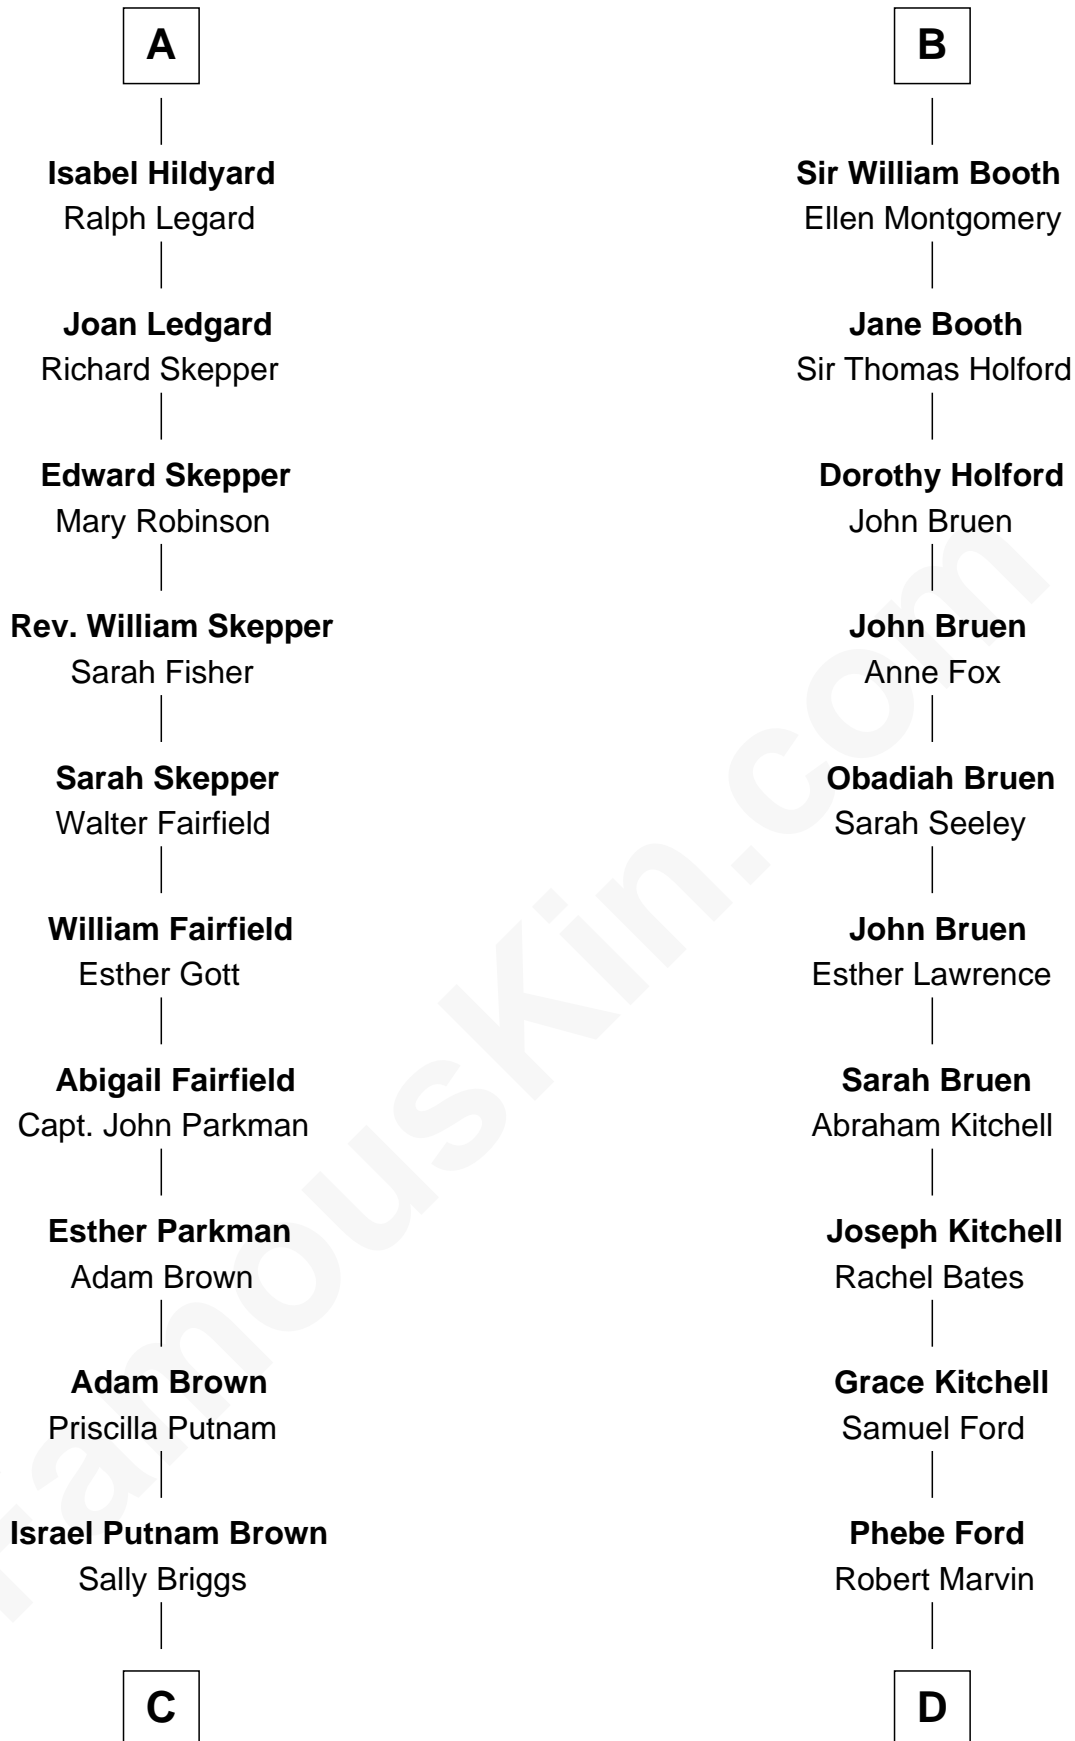 A
Isabel Hildyard
Ralph Legard
Joan Ledgard
Richard Skepper
Edward Skepper
Mary Robinson
Rev. William Skepper
Sarah Fisher
Sarah Skepper
Walter Fairfield
William Fairfield
Esther Gott
Abigail Fairfield
Capt. John Parkman
Esther Parkman
Adam Brown
Adam Brown
Priscilla Putnam
Israel Putnam Brown
Sally Briggs
C
B
Sir William Booth
Ellen Montgomery
Jane Booth
Sir Thomas Holford
Dorothy Holford
John Bruen
John Bruen
Anne Fox
Obadiah Bruen
Sarah Seeley
John Bruen
Esther Lawrence
Sarah Bruen
Abraham Kitchell
Joseph Kitchell
Rachel Bates
Grace Kitchell
Samuel Ford
Phebe Ford
Robert Marvin
D
FamousKin.com